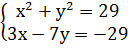 x² + y² = 29
3x − 7y = −29